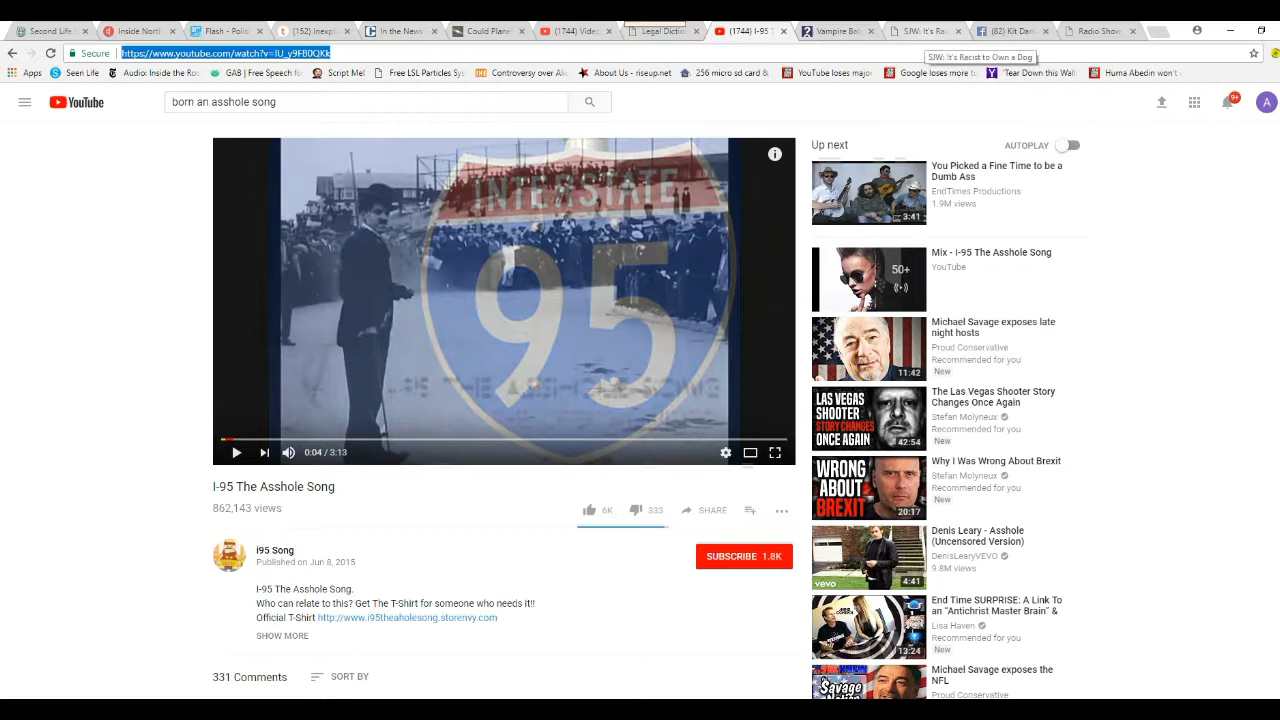 Second Life
Inside North
Flash - Polis
(152) Inexpl
In the News
Could Planet
(1744) Video
Legal Diction
(1744) I-95 T
Vampire Bat
SJW: It's Rac
(82) Kit Dani
Radio Show
Secure https://www.youtube.com/watch?v=IU_y9FB0QKk
SJW: It's Racist to Own a Dog
Apps
Seen Life
Audio: Inside the Ro
GAB | Free Speech fo
Script Me!
Free LSL Particles Sys
Controversy over Alie
About Us - riseup.net
256 micro sd card &
YouTube loses major
Google loses more to
'Tear Down this Wall
Huma Abedin won't
YouTube
born an asshole song
9+
A
INTERSTATE
95
I-95 THE ASSHOLE SONG
0:04 / 3:13
I-95 The Asshole Song
862,143 views
6K
333
SHARE
i95 Song
Published on Jun 8, 2015
SUBSCRIBE 1.8K
I-95 The Asshole Song.
Who can relate to this? Get The T-Shirt for someone who needs it!!
Official T-Shirt http://www.i95theaholesong.storenvy.com
SHOW MORE
331 Comments
SORT BY
Up next
AUTOPLAY
You Picked a Fine Time to be a
Dumb Ass
EndTimes Productions
1.9M views
3:41
Mix - I-95 The Asshole Song
YouTube
50+
Michael Savage exposes late
night hosts
Proud Conservative
Recommended for you
New
11:42
The Las Vegas Shooter Story
Changes Once Again
Stefan Molyneux
Recommended for you
New
LAS VEGAS
SHOOTER
STORY CHANGES
ONCE AGAIN
42:54
Why I Was Wrong About Brexit
Stefan Molyneux
Recommended for you
New
WRONG
ABOUT
BREXIT
20:17
Denis Leary - Asshole
(Uncensored Version)
DenisLearyVEVO
9.8M views
vevo
4:41
End Time SURPRISE: A Link To
an "Antichrist Master Brain" &
Lisa Haven
Recommended for you
New
13:24
Michael Savage exposes the
NFL
Proud Conservative
Savage